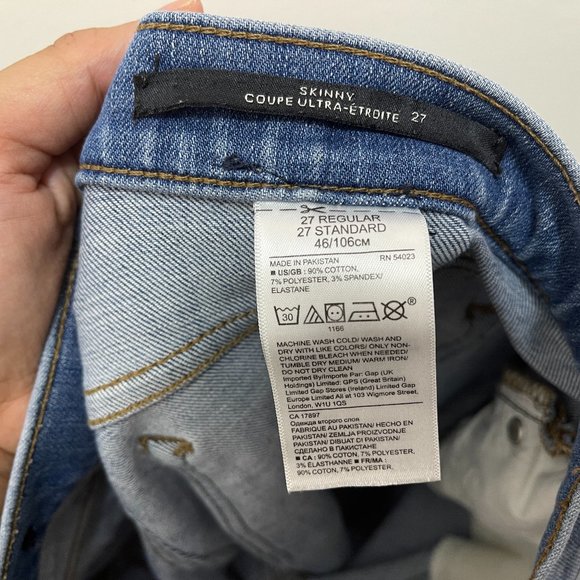 SKINNY
COUPE ULTRA-ÉTROITE 27
27 REGULAR
27 STANDARD
46/106CM
MADE IN PAKISTAN RN 54023
■ US/GB : 90% COTTON,
7% POLYESTER, 3% SPANDEX/
ELASTANE
30
1166
MACHINE WASH COLD/ WASH AND
DRY WITH LIKE COLORS/ ONLY NON-
CHLORINE BLEACH WHEN NEEDED/
TUMBLE DRY MEDIUM/ WARM IRON/
DO NOT DRY CLEAN
Imported By/Importe Par: Gap (UK
Holdings) Limited: GPS (Great Britain)
Limited Gap Stores (Ireland) Limited Gap
Europe Limited All at 103 Wigmore Street,
London, W1U 1QS
CA 17897
Одежда второго слоя
FABRIQUE AU PAKISTAN/ HECHO EN
PAKISTAN/ ZEMLJA PROIZVODNJE
PAKISTAN/ DIBUAT DI PAKISTAN/
СДЕЛАНО В ПАКИСТАНЕ
■ CA : 90% COTTON, 7% POLYESTER,
3% ELASTHANNE ■ FR/MA :
90% COTTON, 7% POLYESTER,